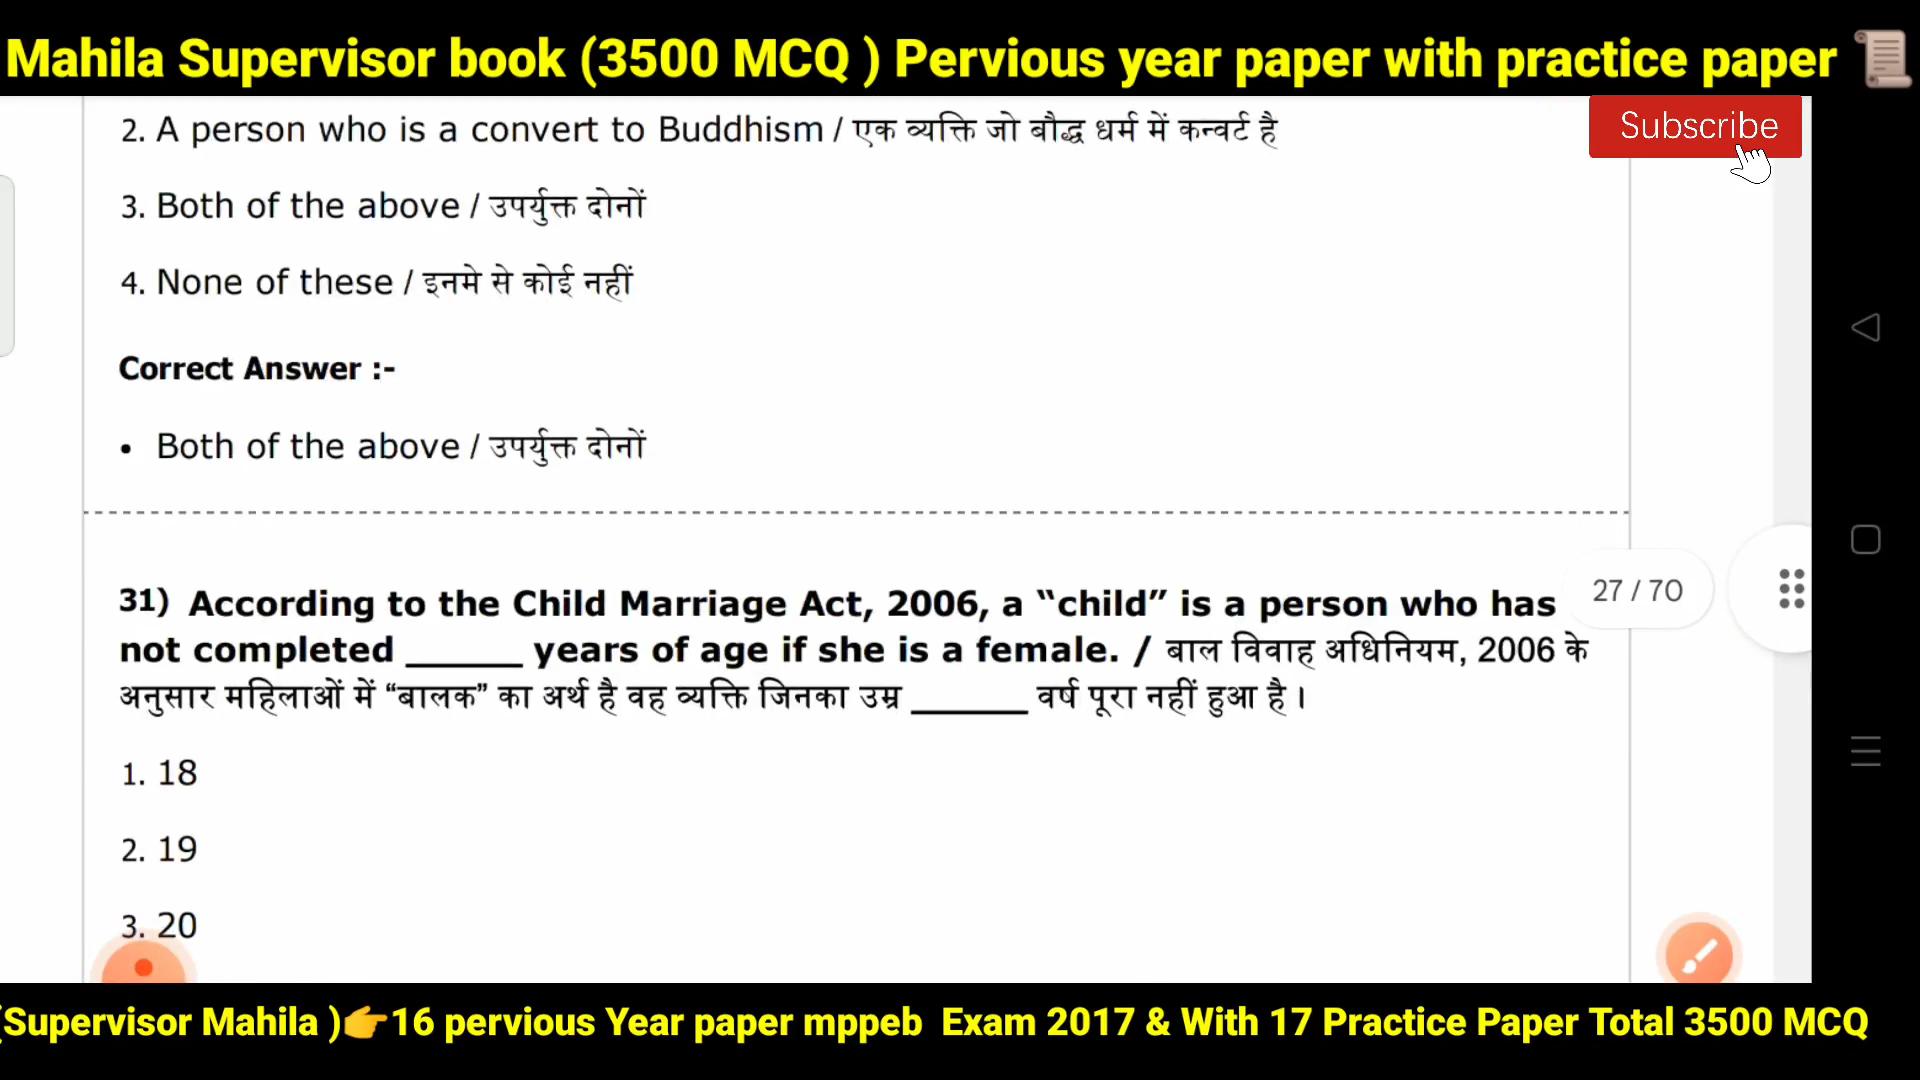 Mahila Supervisor book (3500 MCQ ) Pervious year paper with practice paper 📜
Subscribe
2. A person who is a convert to Buddhism / एक व्यक्ति जो बौद्ध धर्म में कन्वर्ट है
3. Both of the above / उपर्युक्त दोनों
4. None of these / इनमे से कोई नहीं
Correct Answer :-
• Both of the above / उपर्युक्त दोनों
31) According to the Child Marriage Act, 2006, a “child” is a person who has
27 / 70
not completed ______ years of age if she is a female. / बाल विवाह अधिनियम, 2006 के
अनुसार महिलाओं में “बालक” का अर्थ है वह व्यक्ति जिनका उम्र ______ वर्ष पूरा नहीं हुआ है।
1. 18
2. 19
3. 20
(Supervisor Mahila )👉16 pervious Year paper mppeb Exam 2017 & With 17 Practice Paper Total 3500 MCQ